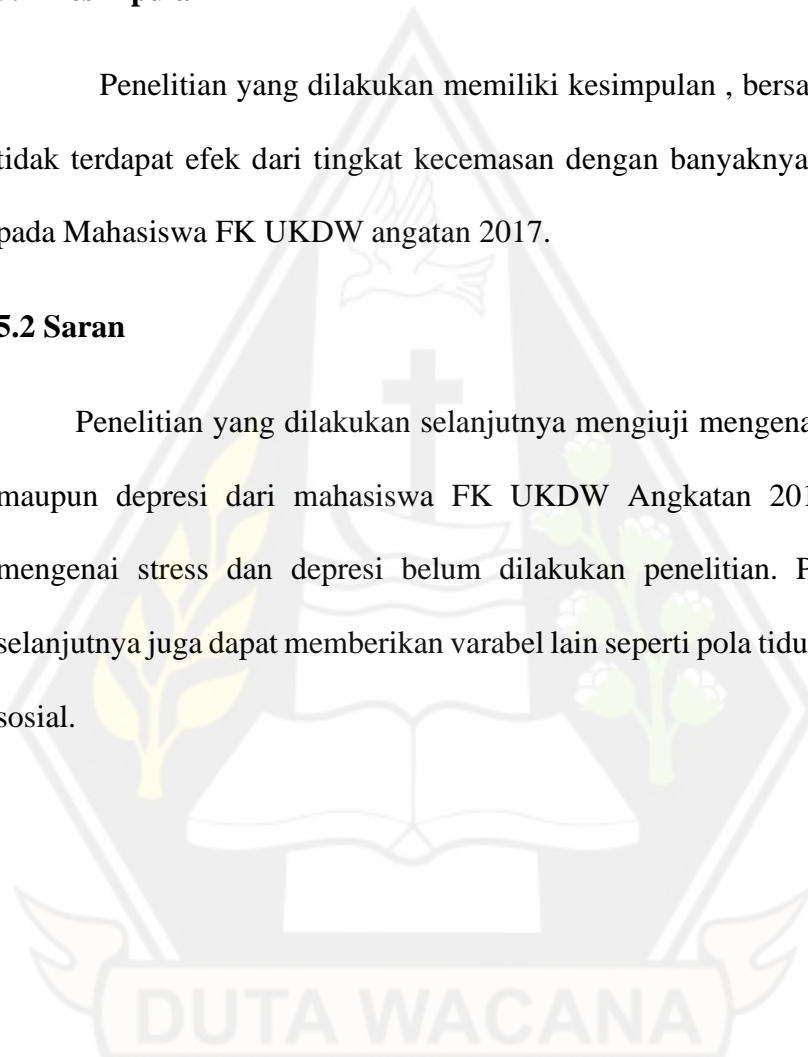 Penelitian yang dilakukan memiliki kesimpulan , bersa
tidak terdapat efek dari tingkat kecemasan dengan banyaknya
pada Mahasiswa FK UKDW angatan 2017.
5.2 Saran
Penelitian yang dilakukan selanjutnya mengiuji mengena
maupun depresi dari mahasiswa FK UKDW Angkatan 201
mengenai stress dan depresi belum dilakukan penelitian. P
selanjutnya juga dapat memberikan varabel lain seperti pola tidu
sosial.
DUTA WACANA